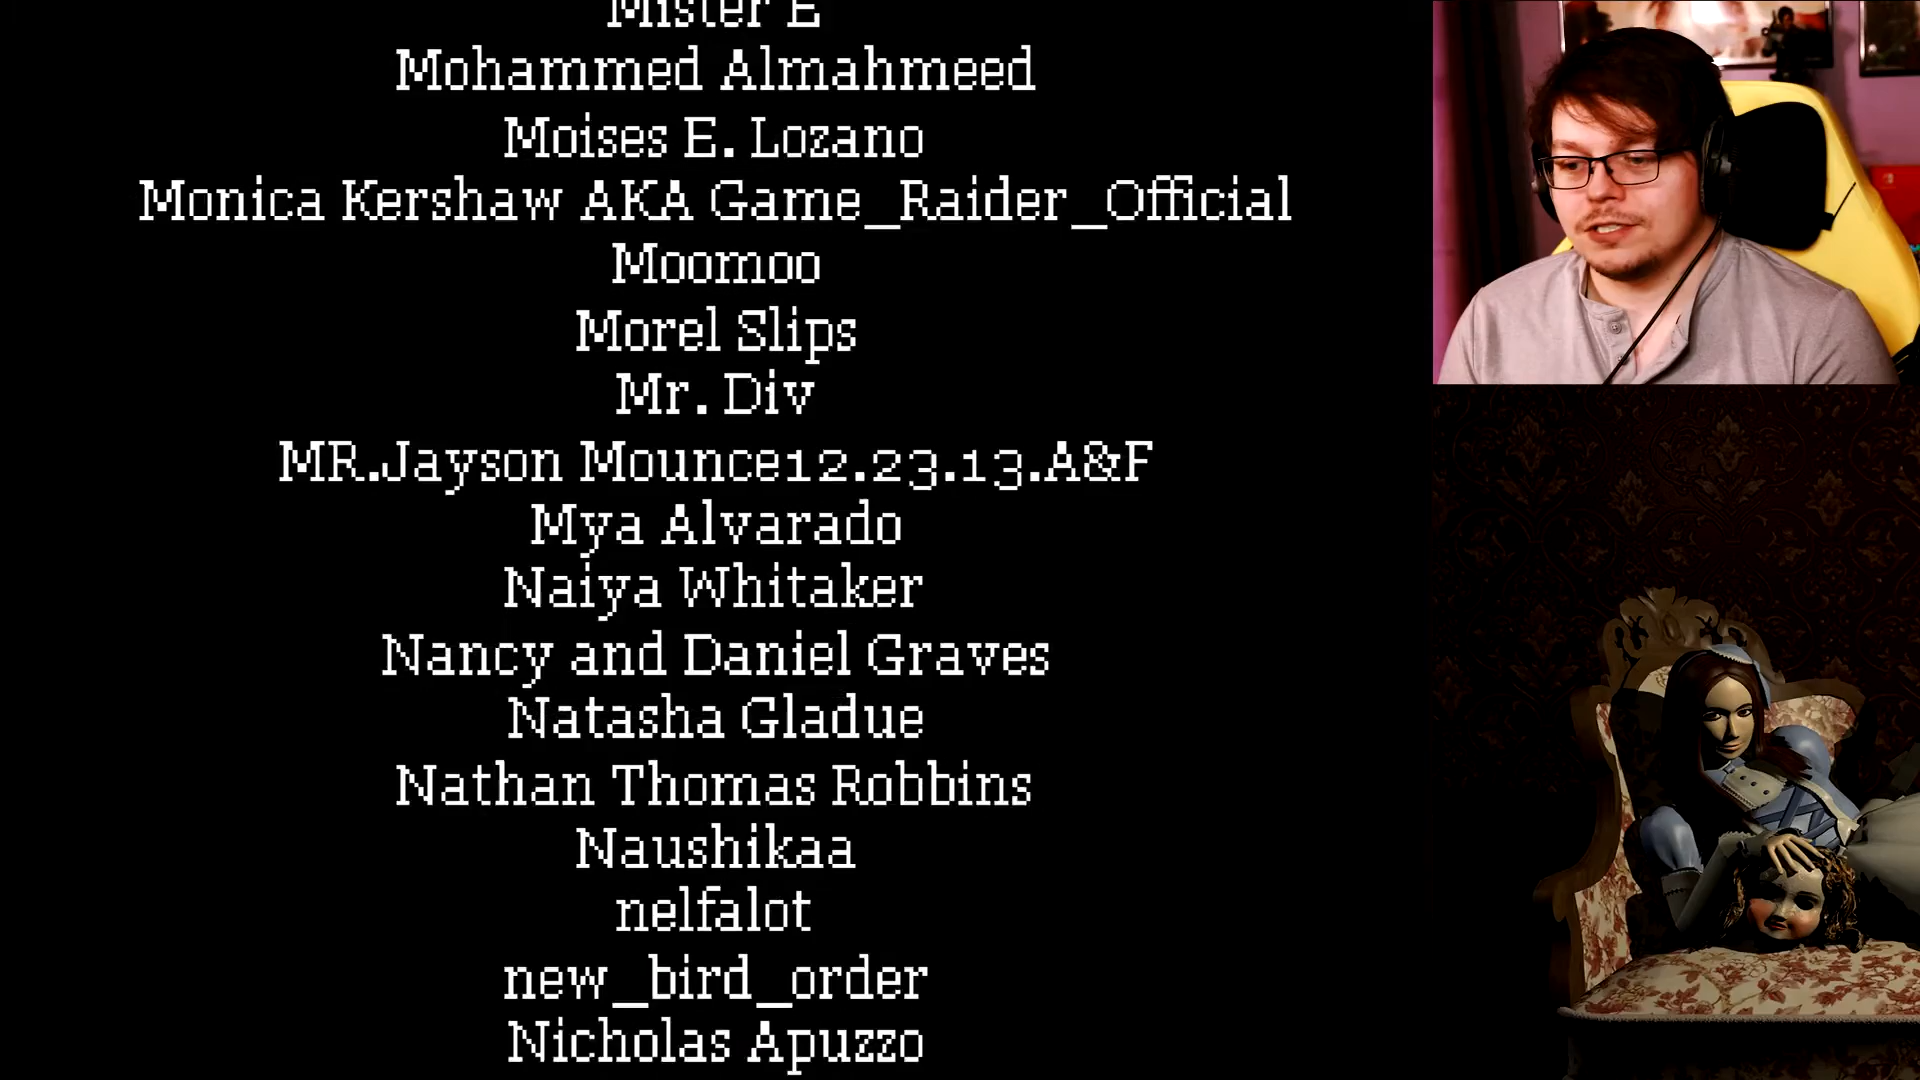 Mister E
Mohammed Almahmeed
Moises E. Lozano
Monica Kershaw AKA Game_Raider_Official
Moomoo
Morel Slips
Mr. Div
MR.Jayson Mounce12.23.13.A&F
Mya Alvarado
Naiya Whitaker
Nancy and Daniel Graves
Natasha Gladue
Nathan Thomas Robbins
Naushikaa
nelfalot
new_bird_order
Nicholas Apuzzo